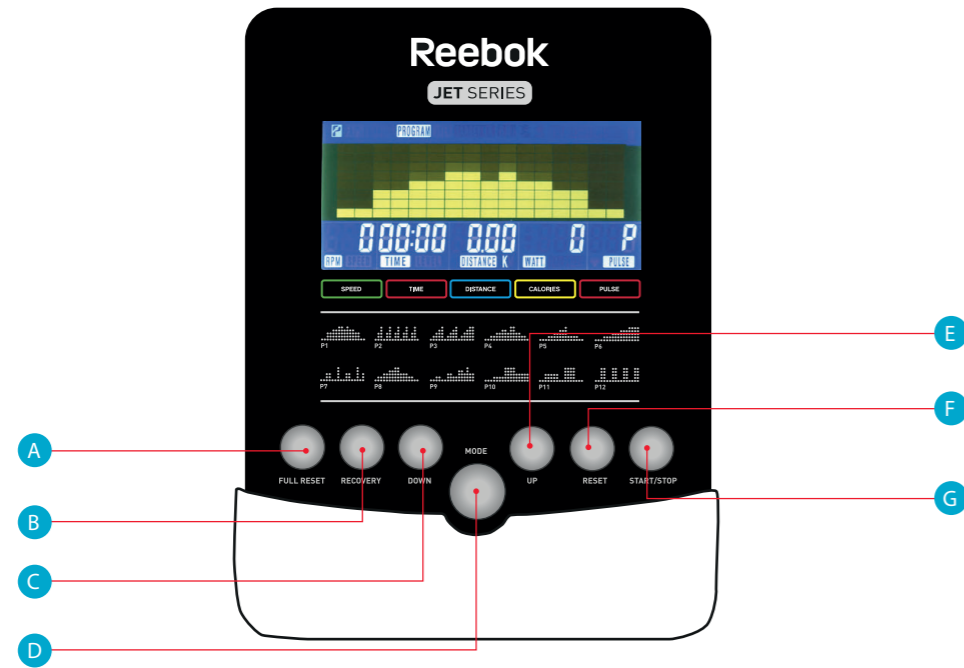 Reebok
JET SERIES
PROGRAM
0 00:00 0.00 0 P
RPM TIME DISTANCE K WATT PULSE
SPEED TIME DISTANCE CALORIES PULSE
P1 P2 P3 P4 P5 P6
P7 P8 P9 P10 P11 P12
E
F
A
MODE
FULL RESET RECOVERY DOWN UP RESET START/STOP
G
B
C
D